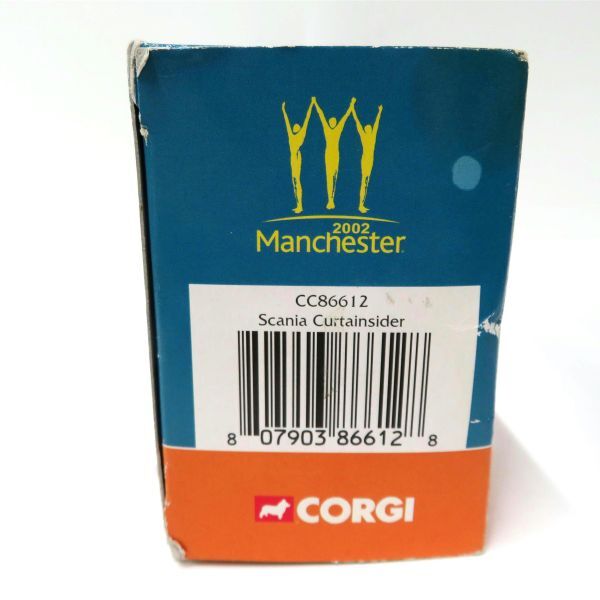 2002
Manchester
CC86612
Scania Curtainsider
8 07903 86612 8
CORGI